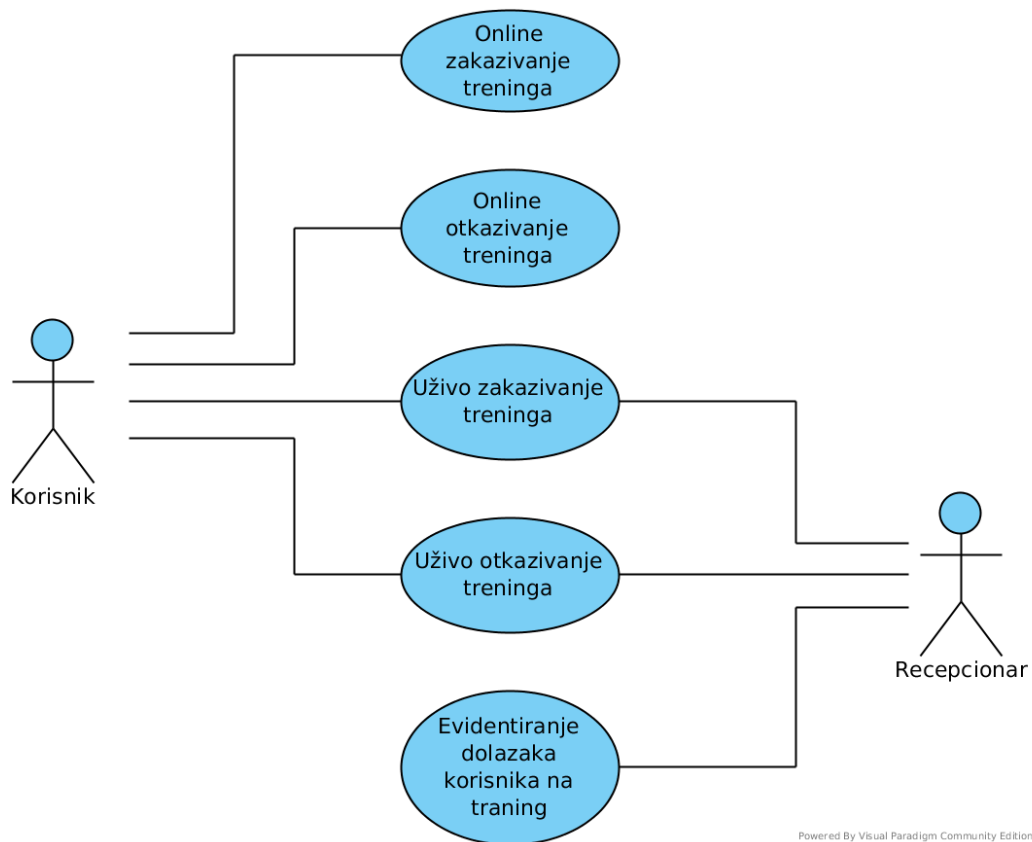 Online
zakazivanje
treninga
Online
otkazivanje
treninga
Uživo zakazivanje
treninga
Korisnik
Uživo otkazivanje
treninga
Recepcionar
Evidentiranje
dolazaka
korisnika na
traning
Powered By Visual Paradigm Community Edition